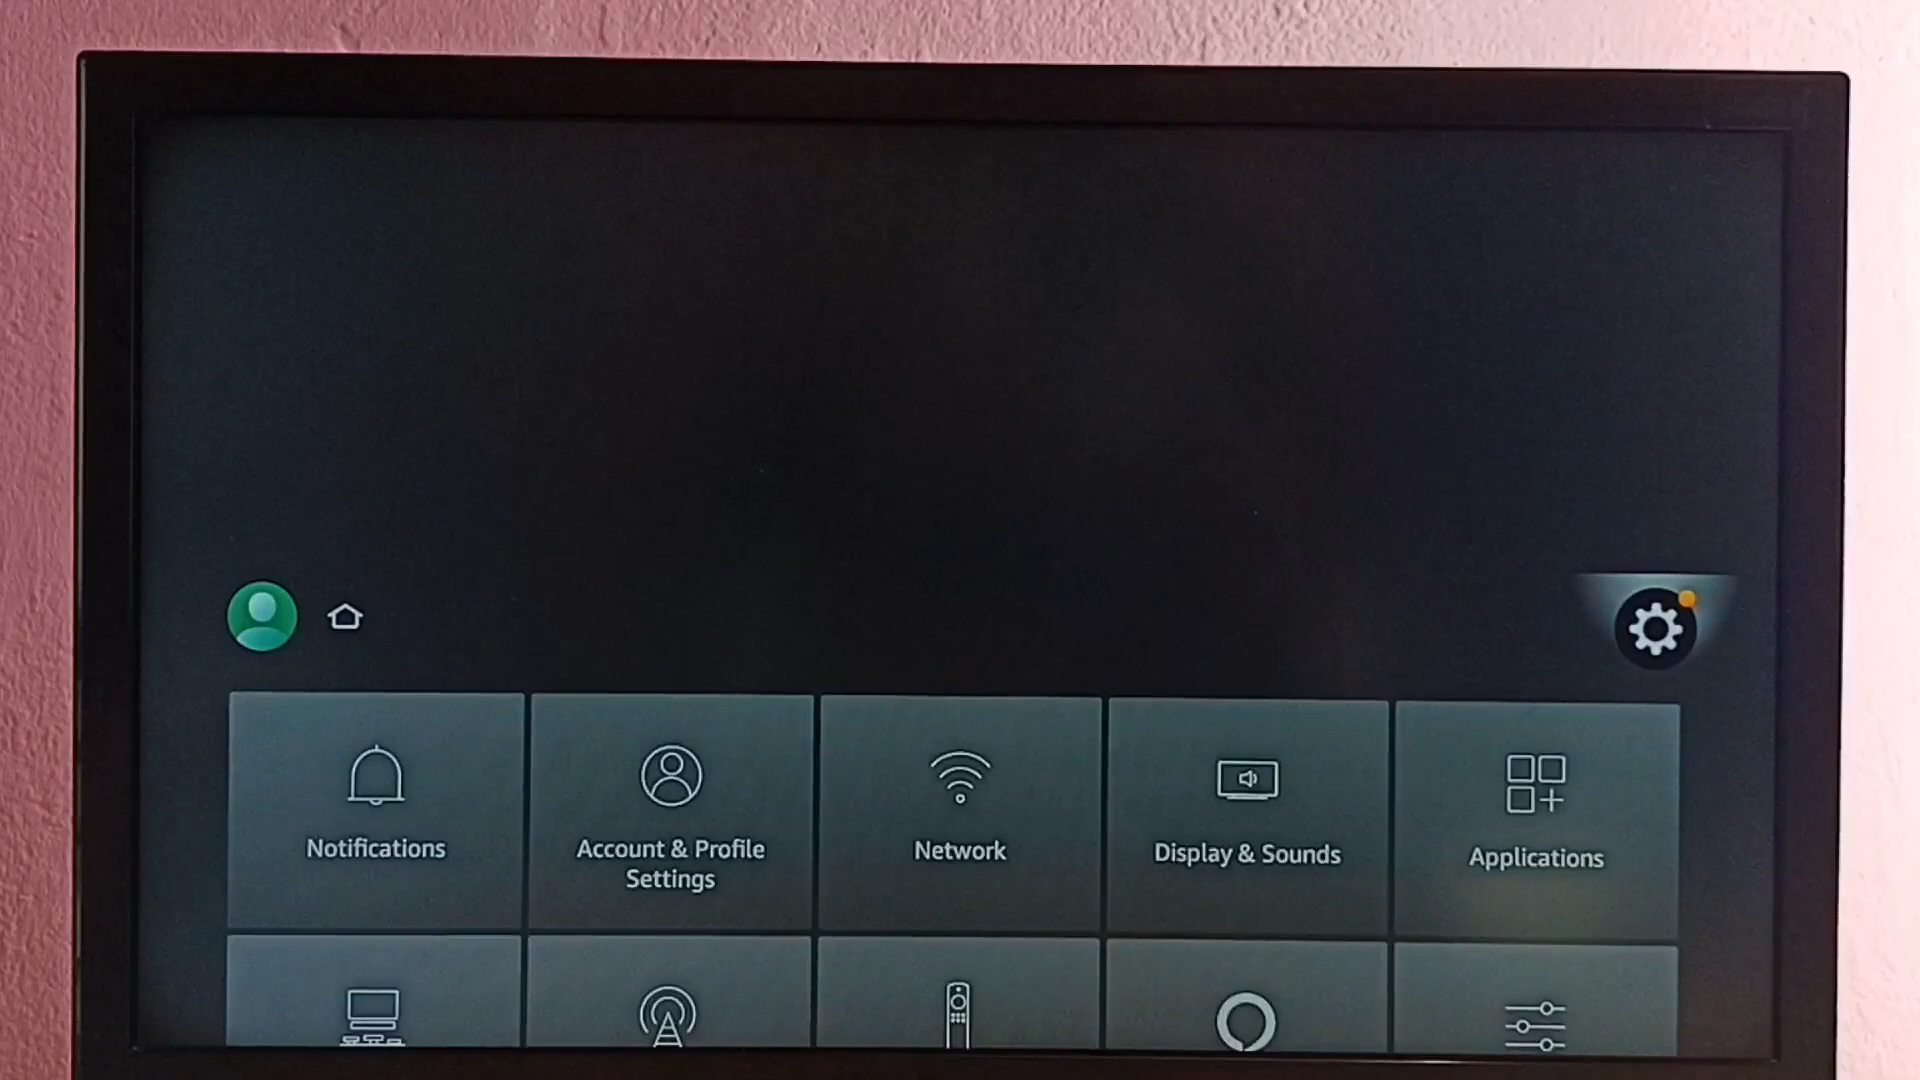 Notifications
Account & Profile
Settings
Network
Display & Sounds
Applications